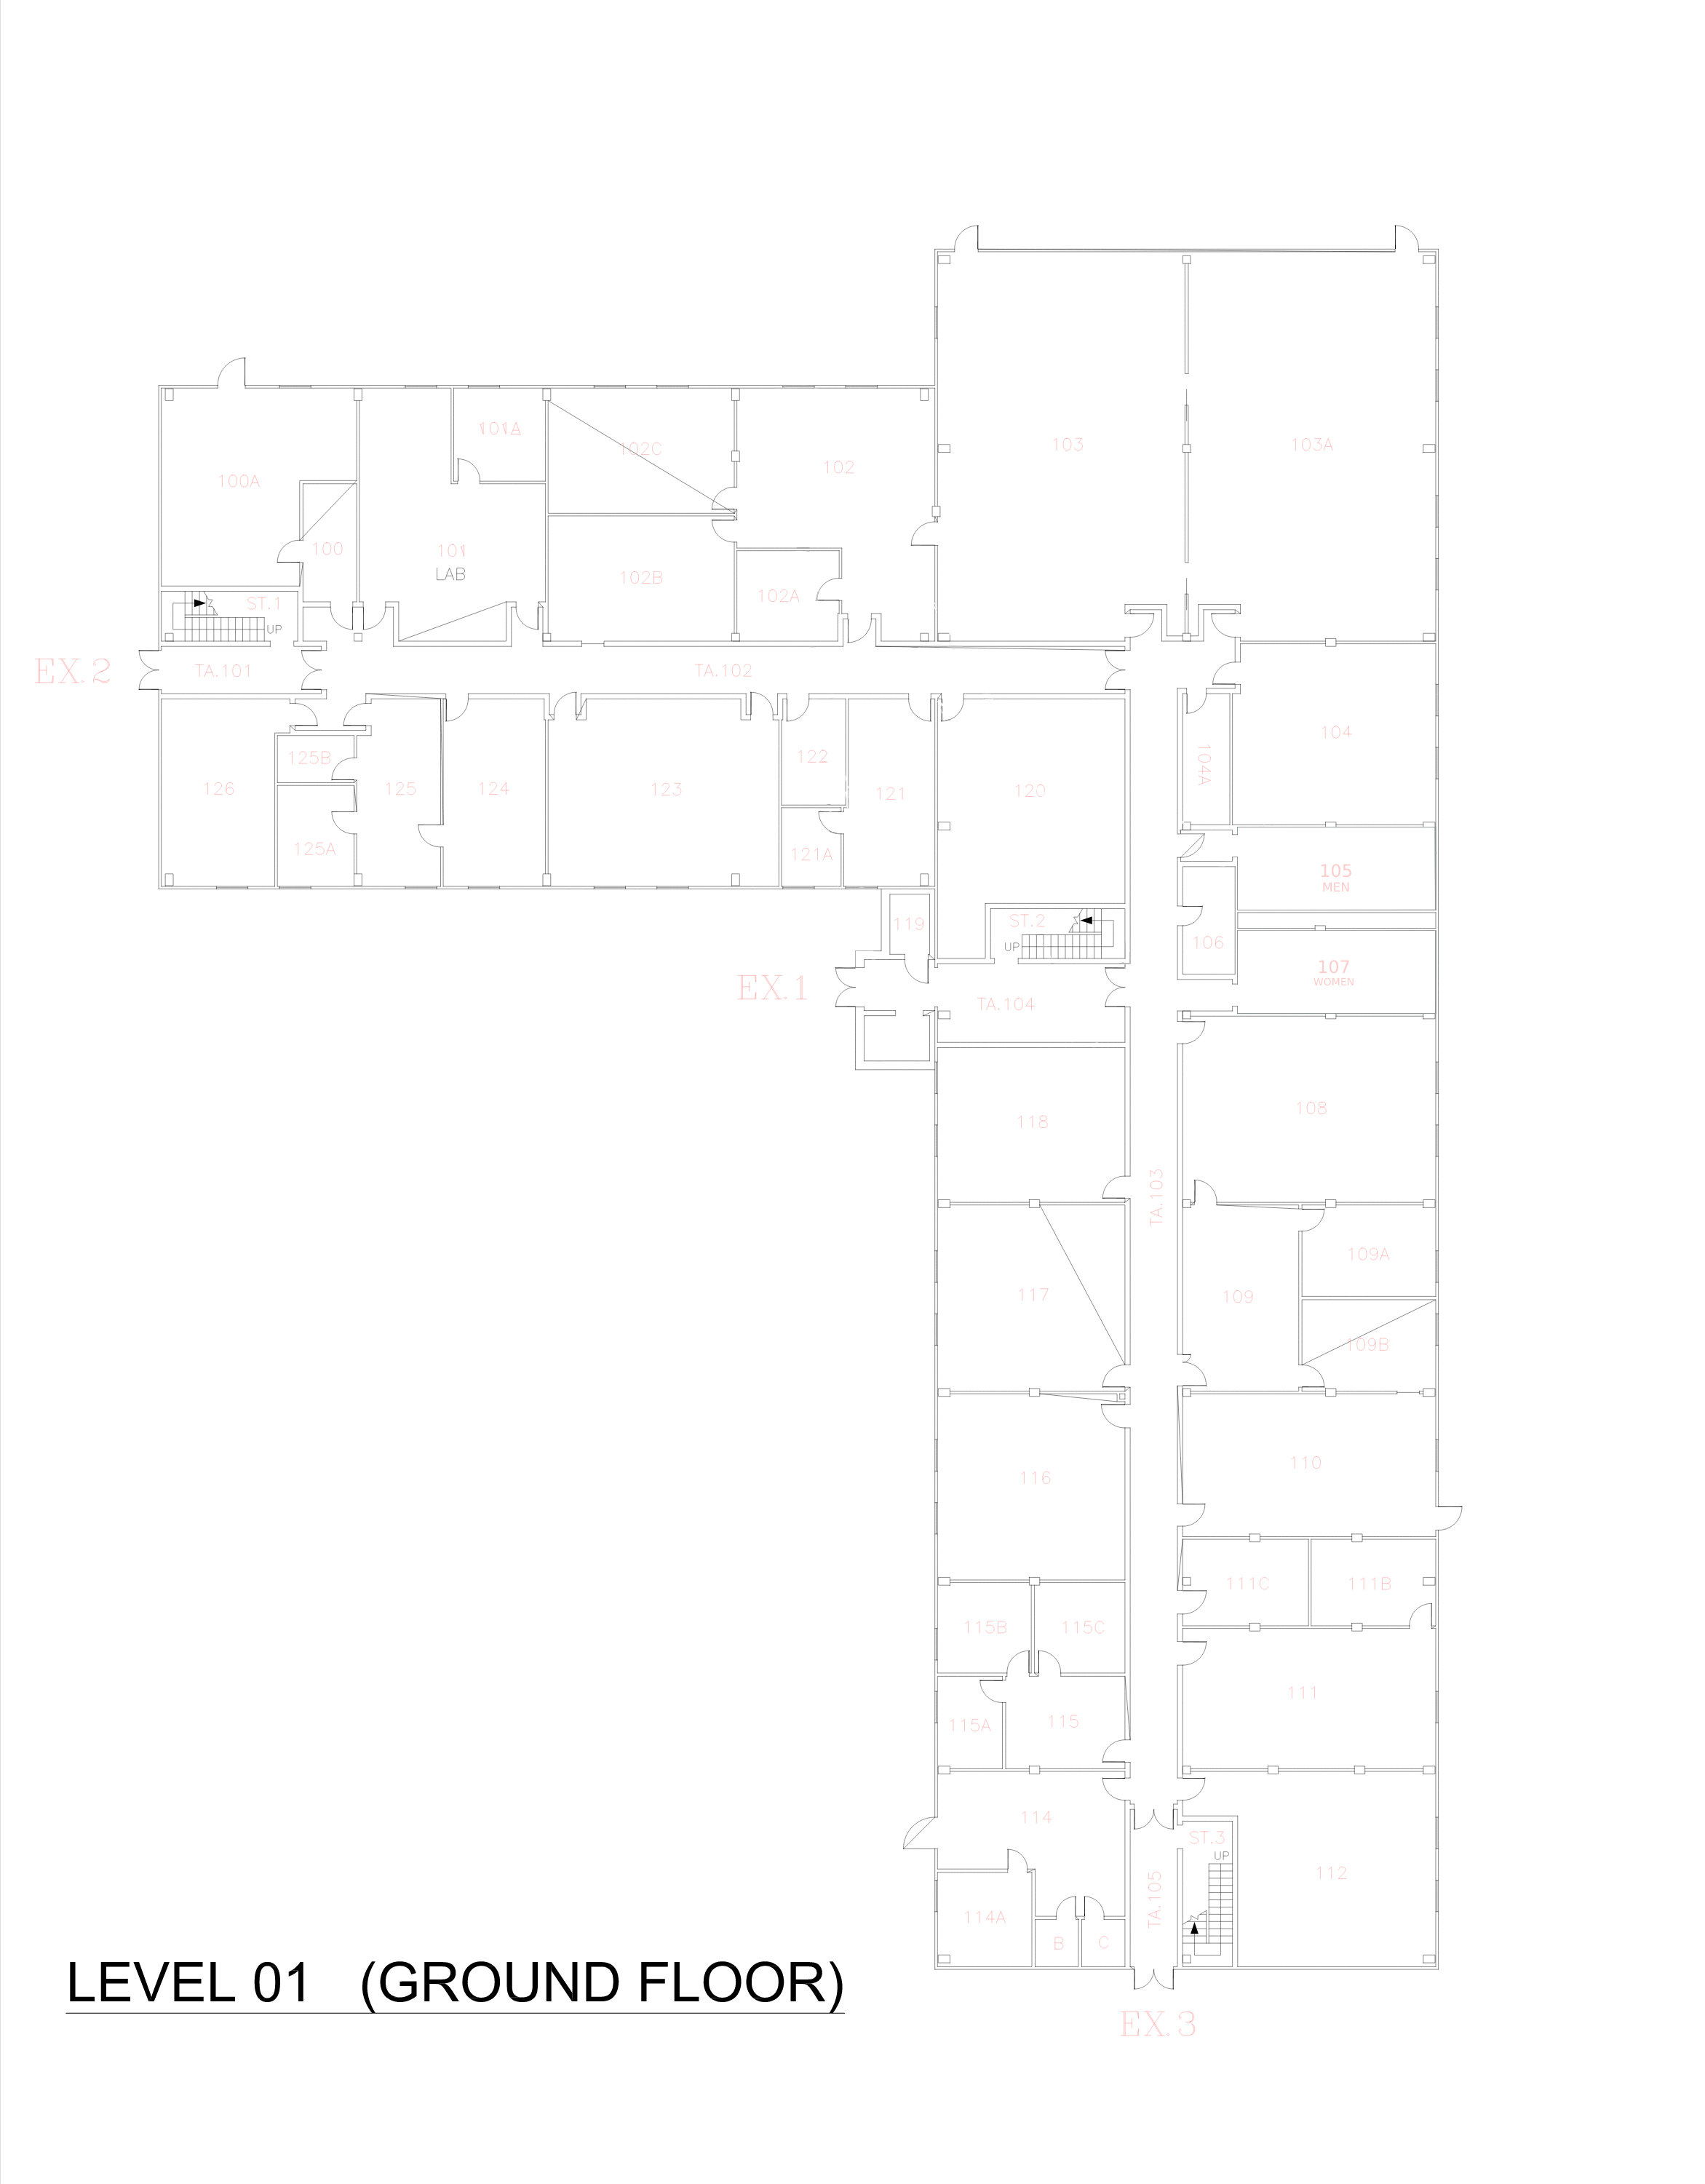 103
103A
101A
102C
102
100A
100
101
LAB
102B
102A
ST.1
UP
EX.2
TA.101
TA.102
104
104A
125B
122
126
125
124
123
121
120
125A
121A
105
MEN
119
ST.2
UP
106
107
WOMEN
EX.1
TA.104
118
108
TA.103
117
109
109A
109B
116
110
111C
111B
115B
115C
115A
115
111
114
ST.3
UP
112
TA.105
114A
B
C
LEVEL 01 (GROUND FLOOR)
EX.3